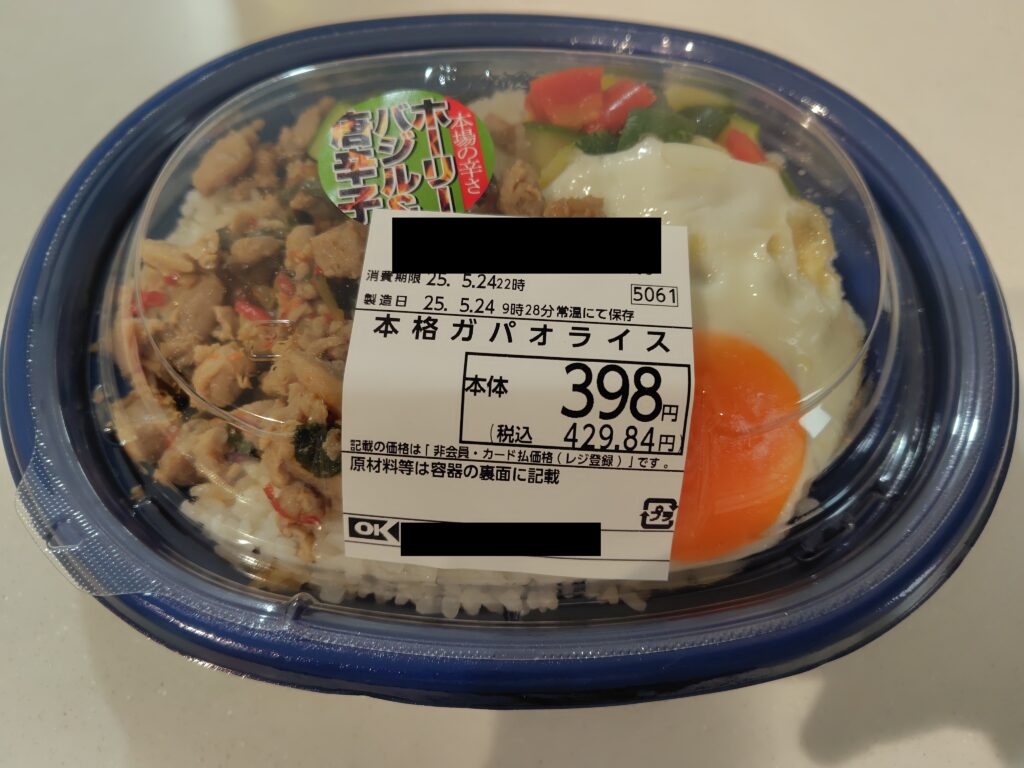 本場の辛さ
ホーリー
バジル&
唐辛子
消費期限 25. 5.24 22時
5061
製造日 25. 5.24 9時28分 常温にて保存
本格ガパオライス
本体 398円
(税込 429.84円)
記載の価格は「非会員・カード払価格(レジ登録)」です。
原材料等は容器の裏面に記載
プラ
OK